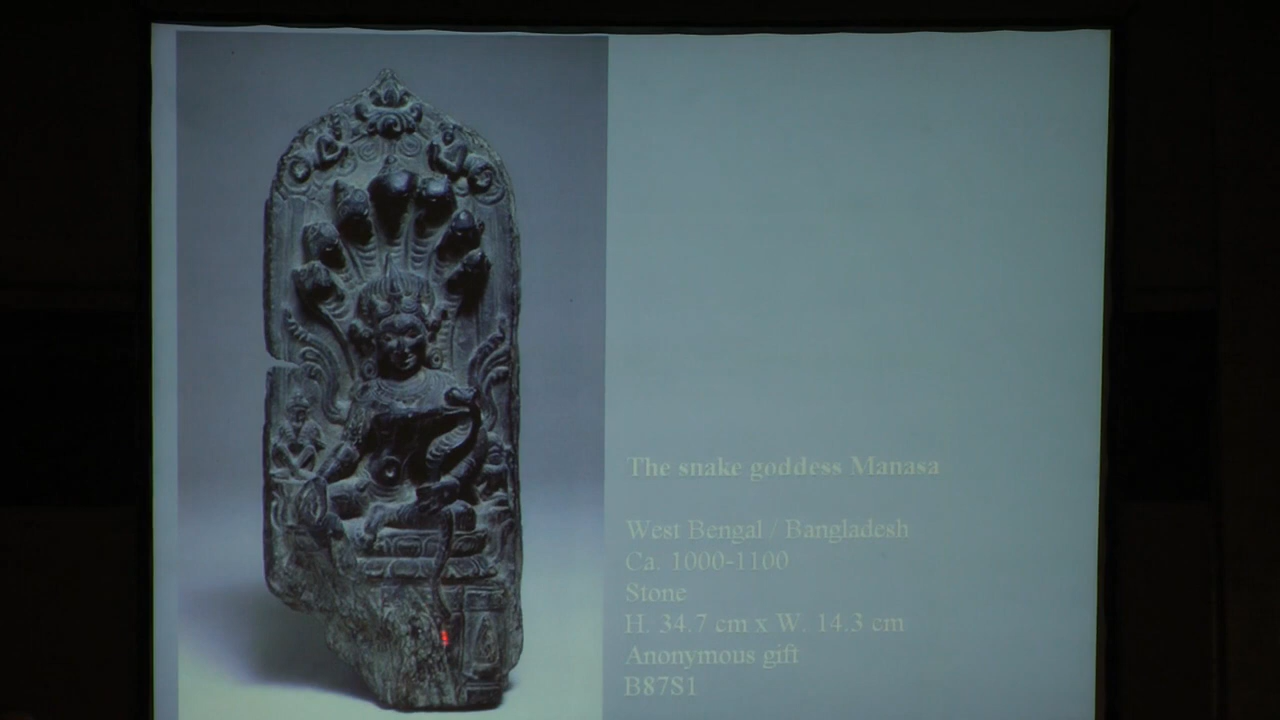 The snake goddess Manasa
West Bengal / Bangladesh
Ca. 1000-1100
Stone
H. 34.7 cm x W. 14.3 cm
Anonymous gift
B87S1